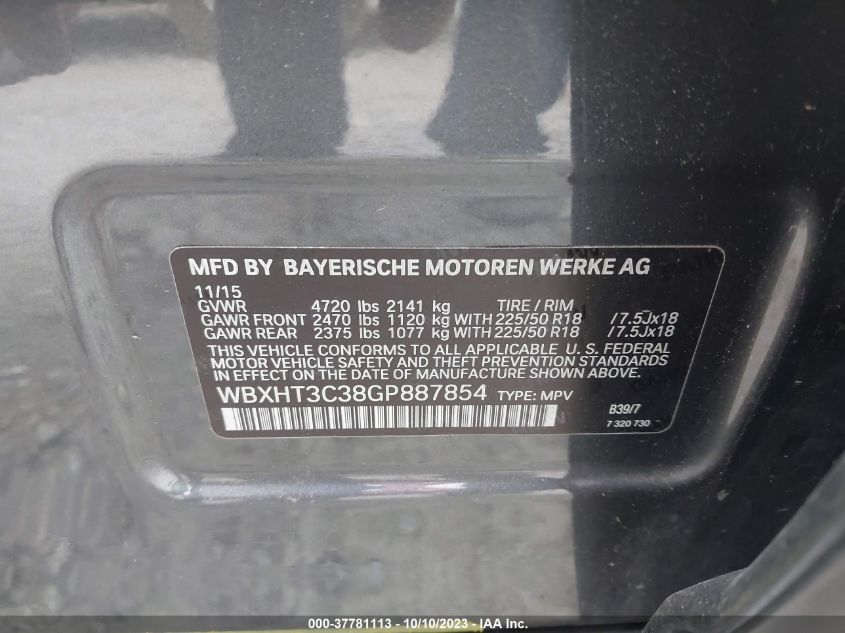 MFD BY BAYERISCHE MOTOREN WERKE AG
11/15
GVWR 4720 lbs 2141 kg TIRE / RIM
GAWR FRONT 2470 lbs 1120 kg WITH 225/50 R18 /7.5Jx18
GAWR REAR 2375 lbs 1077 kg WITH 225/50 R18 /7.5Jx18
THIS VEHICLE CONFORMS TO ALL APPLICABLE U. S. FEDERAL
MOTOR VEHICLE SAFETY AND THEFT PREVENTION STANDARDS
IN EFFECT ON THE DATE OF MANUFACTURE SHOWN ABOVE.
WBXHT3C38GP887854 TYPE: MPV
B39/7
7 320 730
000-37781113 - 10/10/2023 - IAA Inc.